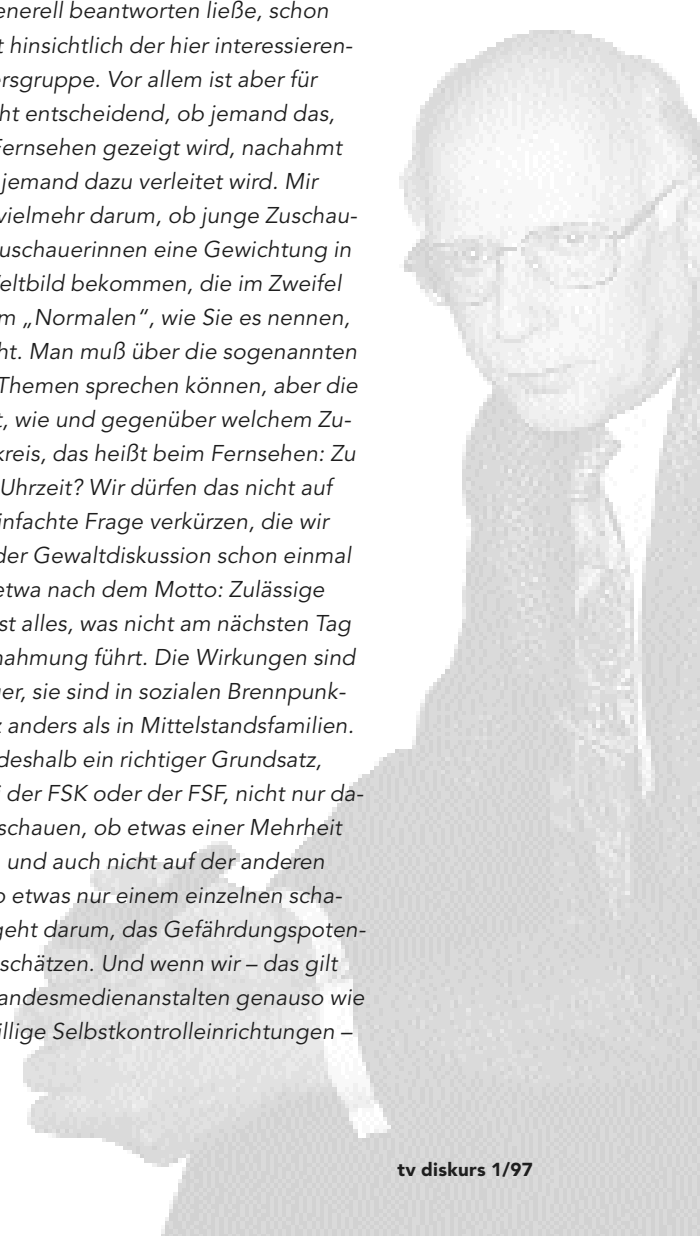 enerell beantworten ließe, schon
t hinsichtlich der hier interessieren-
ersgruppe. Vor allem ist aber für
ht entscheidend, ob jemand das,
Fernsehen gezeigt wird, nachahmt
jemand dazu verleitet wird. Mir
vielmehr darum, ob junge Zuschau-
uschauerinnen eine Gewichtung in
eltbild bekommen, die im Zweifel
m „Normalen“, wie Sie es nennen,
ht. Man muß über die sogenannten
Themen sprechen können, aber die
t, wie und gegenüber welchem Zu-
kreis, das heißt beim Fernsehen: Zu
Uhrzeit? Wir dürfen das nicht auf
infachte Frage verkürzen, die wir
der Gewaltdiskussion schon einmal
etwa nach dem Motto: Zulässige
st alles, was nicht am nächsten Tag
nahmung führt. Die Wirkungen sind
ger, sie sind in sozialen Brennpunk-
z anders als in Mittelstandsfamilien.
deshalb ein richtiger Grundsatz,
i der FSK oder der FSF, nicht nur da-
schauen, ob etwas einer Mehrheit
, und auch nicht auf der anderen
b etwas nur einem einzelnen scha-
geht darum, das Gefährdungspoten-
schätzen. Und wenn wir – das gilt
andesmedienanstalten genauso wie
illige Selbstkontrolleinrichtungen –
tv diskurs 1/97